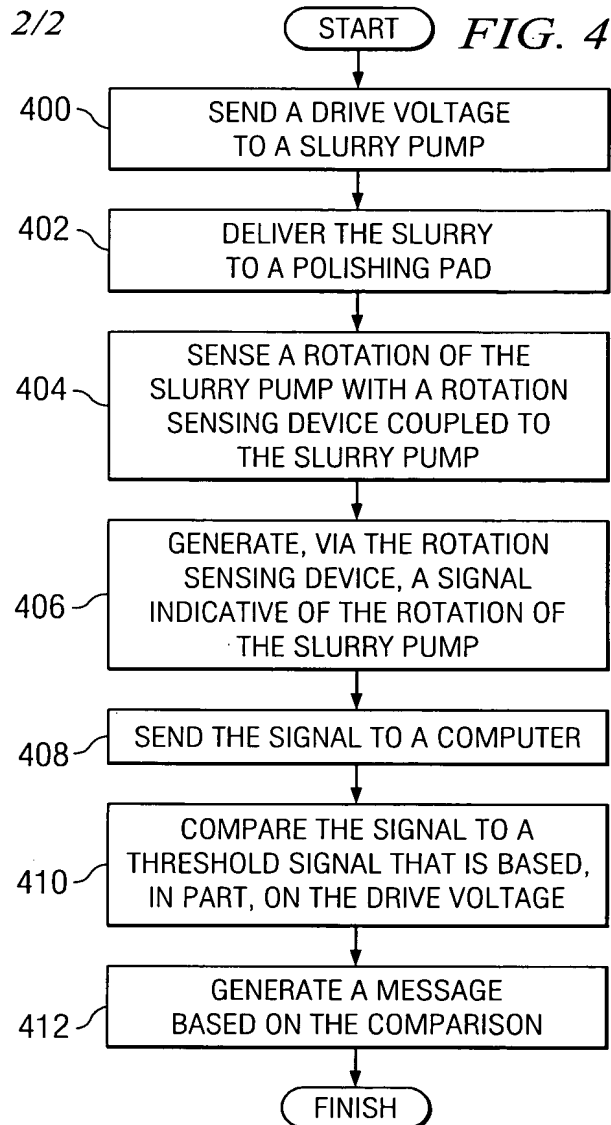 2/2
START
FIG. 4
400
SEND A DRIVE VOLTAGE
TO A SLURRY PUMP
402
DELIVER THE SLURRY
TO A POLISHING PAD
404
SENSE A ROTATION OF THE
SLURRY PUMP WITH A ROTATION
SENSING DEVICE COUPLED TO
THE SLURRY PUMP
406
GENERATE, VIA THE ROTATION
SENSING DEVICE, A SIGNAL
INDICATIVE OF THE ROTATION OF
THE SLURRY PUMP
408
SEND THE SIGNAL TO A COMPUTER
410
COMPARE THE SIGNAL TO A
THRESHOLD SIGNAL THAT IS BASED,
IN PART, ON THE DRIVE VOLTAGE
412
GENERATE A MESSAGE
BASED ON THE COMPARISON
FINISH